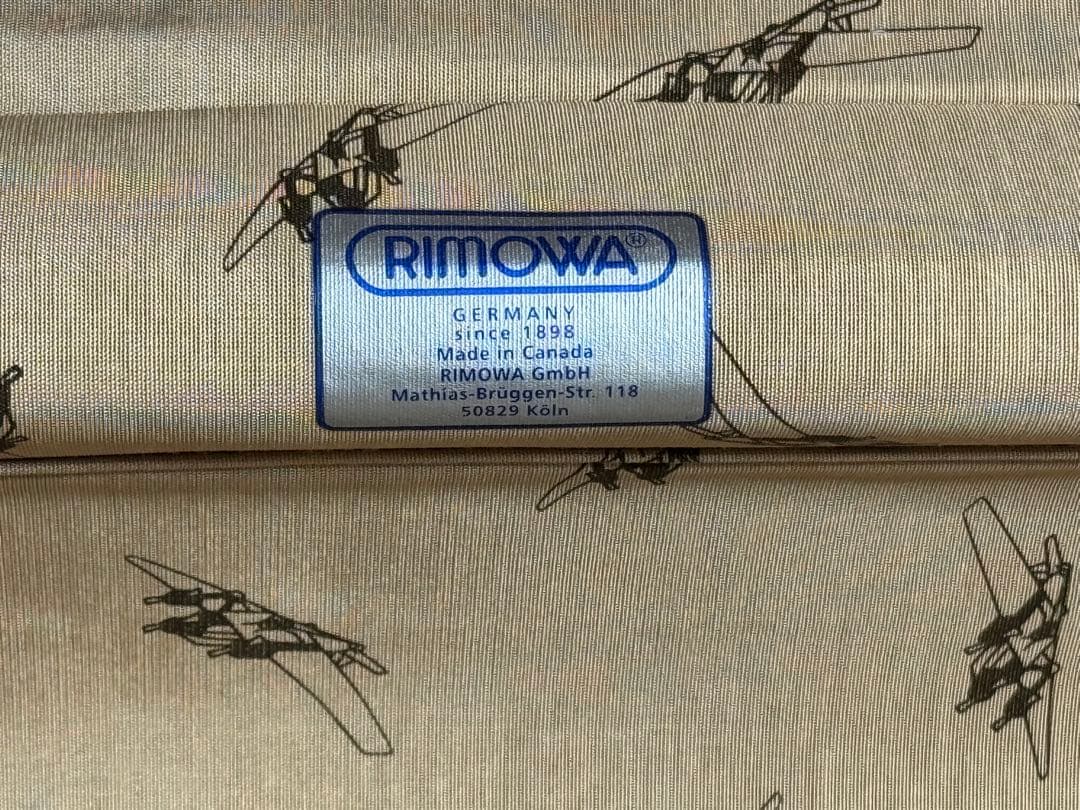 RIMOWA®
GERMANY
since 1898
Made in Canada
RIMOWA GmbH
Mathias-Brüggen-Str. 118
50829 Köln